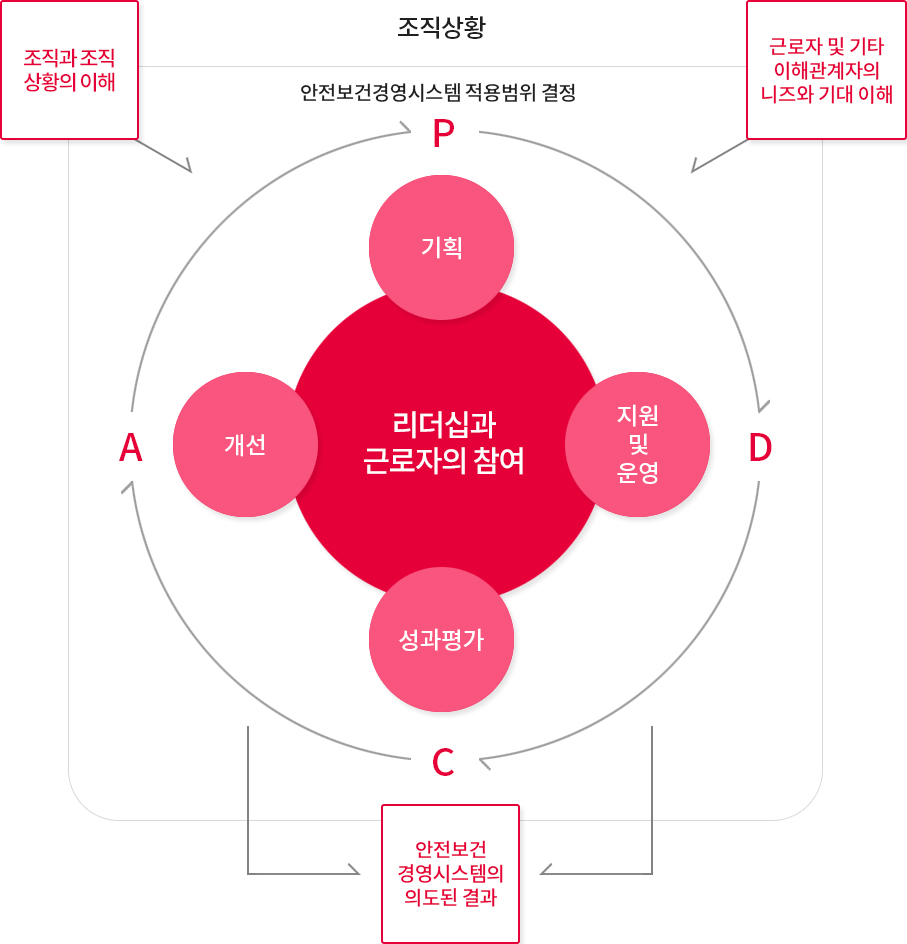 조직상황
조직과 조직
상황의 이해
근로자 및 기타
이해관계자의
니즈와 기대 이해
안전보건경영시스템 적용범위 결정
P
기획
리더십과
근로자의 참여
A
개선
지원
및
운영
D
성과평가
C
안전보건
경영시스템의
의도된 결과